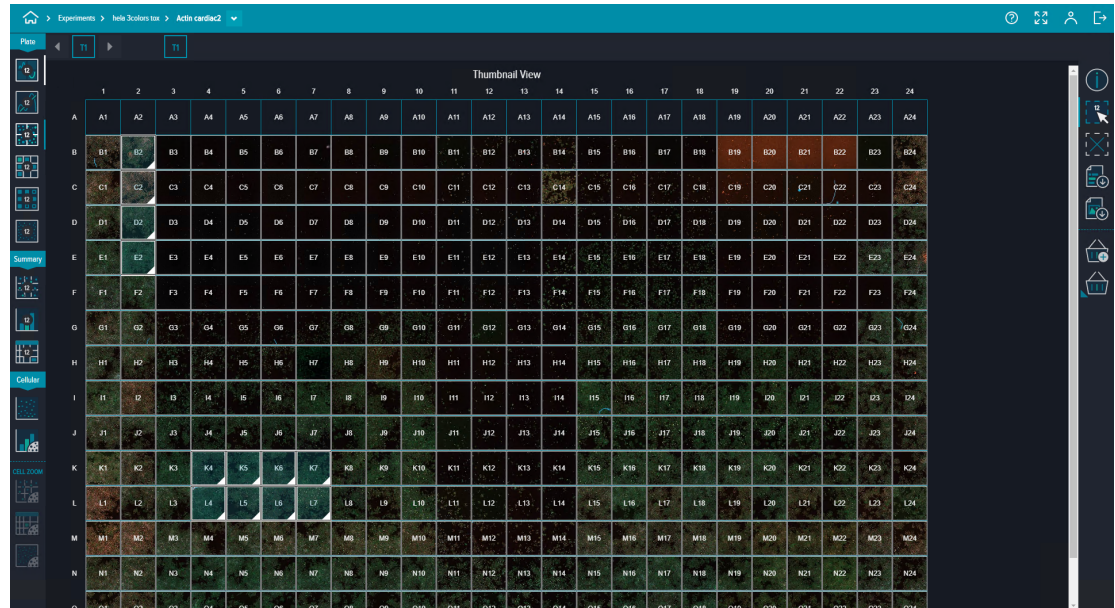 Experiments > hela 3colors tox > Actin cardiac2
Plate
T1 T1
Thumbnail View
1 2 3 4 5 6 7 8 9 10 11 12 13 14 15 16 17 18 19 20 21 22 23 24
A A1 A2 A3 A4 A5 A6 A7 A8 A9 A10 A11 A12 A13 A14 A15 A16 A17 A18 A19 A20 A21 A22 A23 A24
B B1 B2 B3 B4 B5 B6 B7 B8 B9 B10 B11 B12 B13 B14 B15 B16 B17 B18 B19 B20 B21 B22 B23 B24
C C1 C2 C3 C4 C5 C6 C7 C8 C9 C10 C11 C12 C13 C14 C15 C16 C17 C18 C19 C20 C21 C22 C23 C24
D D1 D2 D3 D4 D5 D6 D7 D8 D9 D10 D11 D12 D13 D14 D15 D16 D17 D18 D19 D20 D21 D22 D23 D24
Summary
E E1 E2 E3 E4 E5 E6 E7 E8 E9 E10 E11 E12 E13 E14 E15 E16 E17 E18 E19 E20 E21 E22 E23 E24
F F1 F2 F3 F4 F5 F6 F7 F8 F9 F10 F11 F12 F13 F14 F15 F16 F17 F18 F19 F20 F21 F22 F23 F24
G G1 G2 G3 G4 G5 G6 G7 G8 G9 G10 G11 G12 G13 G14 G15 G16 G17 G18 G19 G20 G21 G22 G23 G24
H H1 H2 H3 H4 H5 H6 H7 H8 H9 H10 H11 H12 H13 H14 H15 H16 H17 H18 H19 H20 H21 H22 H23 H24
Cellular
I I1 I2 I3 I4 I5 I6 I7 I8 I9 I10 I11 I12 I13 I14 I15 I16 I17 I18 I19 I20 I21 I22 I23 I24
J J1 J2 J3 J4 J5 J6 J7 J8 J9 J10 J11 J12 J13 J14 J15 J16 J17 J18 J19 J20 J21 J22 J23 J24
CELL ZOOM
K K1 K2 K3 K4 K5 K6 K7 K8 K9 K10 K11 K12 K13 K14 K15 K16 K17 K18 K19 K20 K21 K22 K23 K24
L L1 L2 L3 L4 L5 L6 L7 L8 L9 L10 L11 L12 L13 L14 L15 L16 L17 L18 L19 L20 L21 L22 L23 L24
M M1 M2 M3 M4 M5 M6 M7 M8 M9 M10 M11 M12 M13 M14 M15 M16 M17 M18 M19 M20 M21 M22 M23 M24
N N1 N2 N3 N4 N5 N6 N7 N8 N9 N10 N11 N12 N13 N14 N15 N16 N17 N18 N19 N20 N21 N22 N23 N24